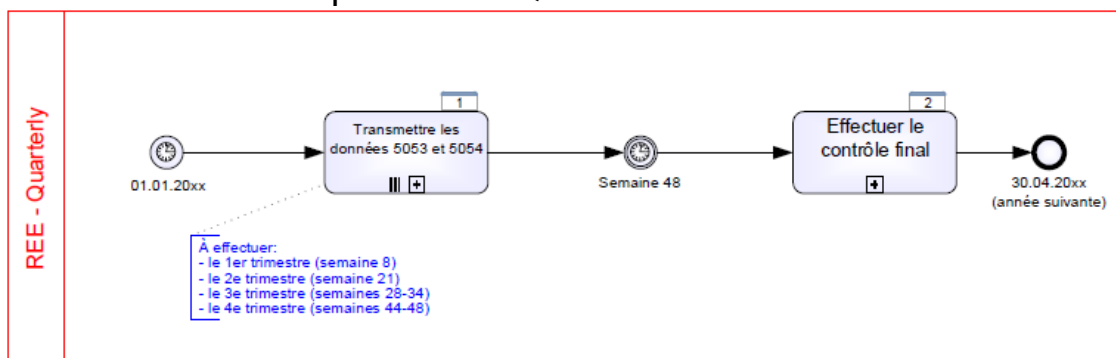 REE - Quarterly
01.01.20xx
1
Transmettre les
données 5053 et 5054
À effectuer:
- le 1er trimestre (semaine 8)
- le 2e trimestre (semaine 21)
- le 3e trimestre (semaines 28-34)
- le 4e trimestre (semaines 44-48)
Semaine 48
2
Effectuer le
contrôle final
30.04.20xx
(année suivante)